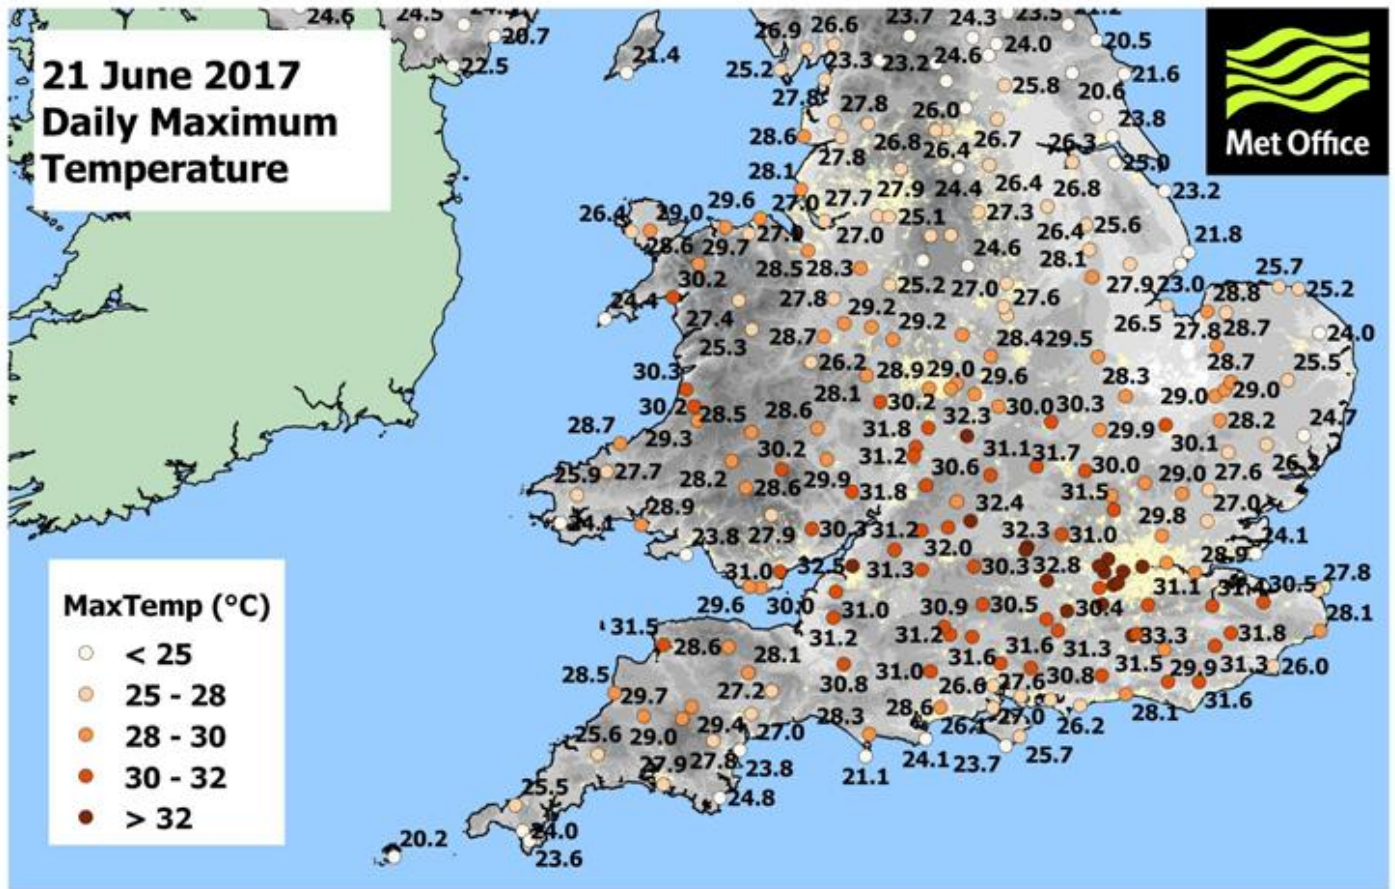 24.6 24.5 23.7 24.3 23.5 21.2
26.9 26.6 24.0 20.5
20.7
21 June 2017
Daily Maximum
Temperature
22.5 21.4
25.2 23.3 23.2 24.6 21.6
25.8 20.6
27.8 27.8 26.0 23.8
Met Office
28.6 26.8 26.7 26.3
27.8 26.4 25.0
28.1 27.9 24.4 26.4 26.8 23.2
29.6 27.0 27.7
26.4 29.0 25.1 27.3 25.6
27.0 27.0 26.4 21.8
28.6 29.7 24.6
28.5 28.3 28.1 25.7
30.2 25.2 27.0 27.9 23.0 25.2
24.4 27.8 27.6 28.8
27.4 29.2 29.2 26.5 27.8 28.7 24.0
25.3 28.7 28.4 29.5
26.2 28.7 25.5
30.3 28.9 29.0 29.6 28.3
28.1 30.2 29.0 29.0
30.2 28.5 28.6 32.3 30.0 30.3 28.2 24.7
28.7 29.3 31.8 29.9 30.1
30.2 31.2 31.1 31.7
25.9 27.7 30.6 30.0 29.0 27.6
28.2 28.6 29.9 31.8 31.5
28.9 32.4 27.0
24.1 23.8 27.9 30.3 31.2 32.3 31.0 29.8 24.1
32.0 28.9
31.0 32.5 31.3 30.3 32.8 27.8
31.1 31.4 30.5
MaxTemp (°C)
29.6 30.0 31.0 30.9 30.5 30.4 28.1
31.5 31.2 31.2 33.3 31.8
28.6 31.6 31.3
< 25
28.1 31.6 31.5 29.9 31.3 26.0
28.5 30.8 31.0 30.8
25 - 28
29.7 27.2 26.6 27.6 31.6
28.6 28.1
28.3 26.1 27.0 26.2
28 - 30
25.6 29.0 29.4 27.0
24.1 23.7 25.7
27.9 27.8 23.8 21.1
30 - 32
25.5 24.8
> 32
20.2 24.0
23.6